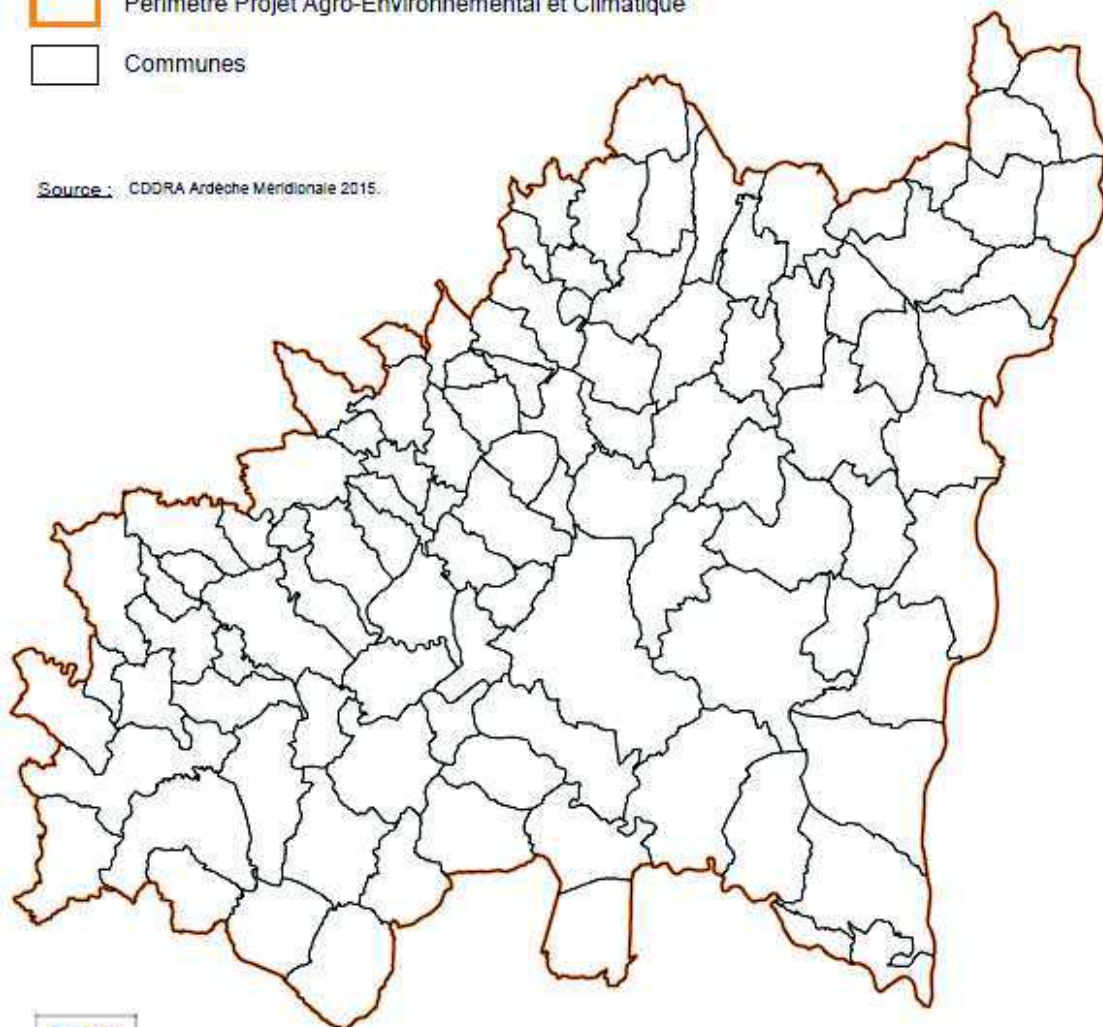 Périmètre Projet Agro-Environnemental et Climatique
Communes
Source : CDDRA Ardèche Méridionale 2015.